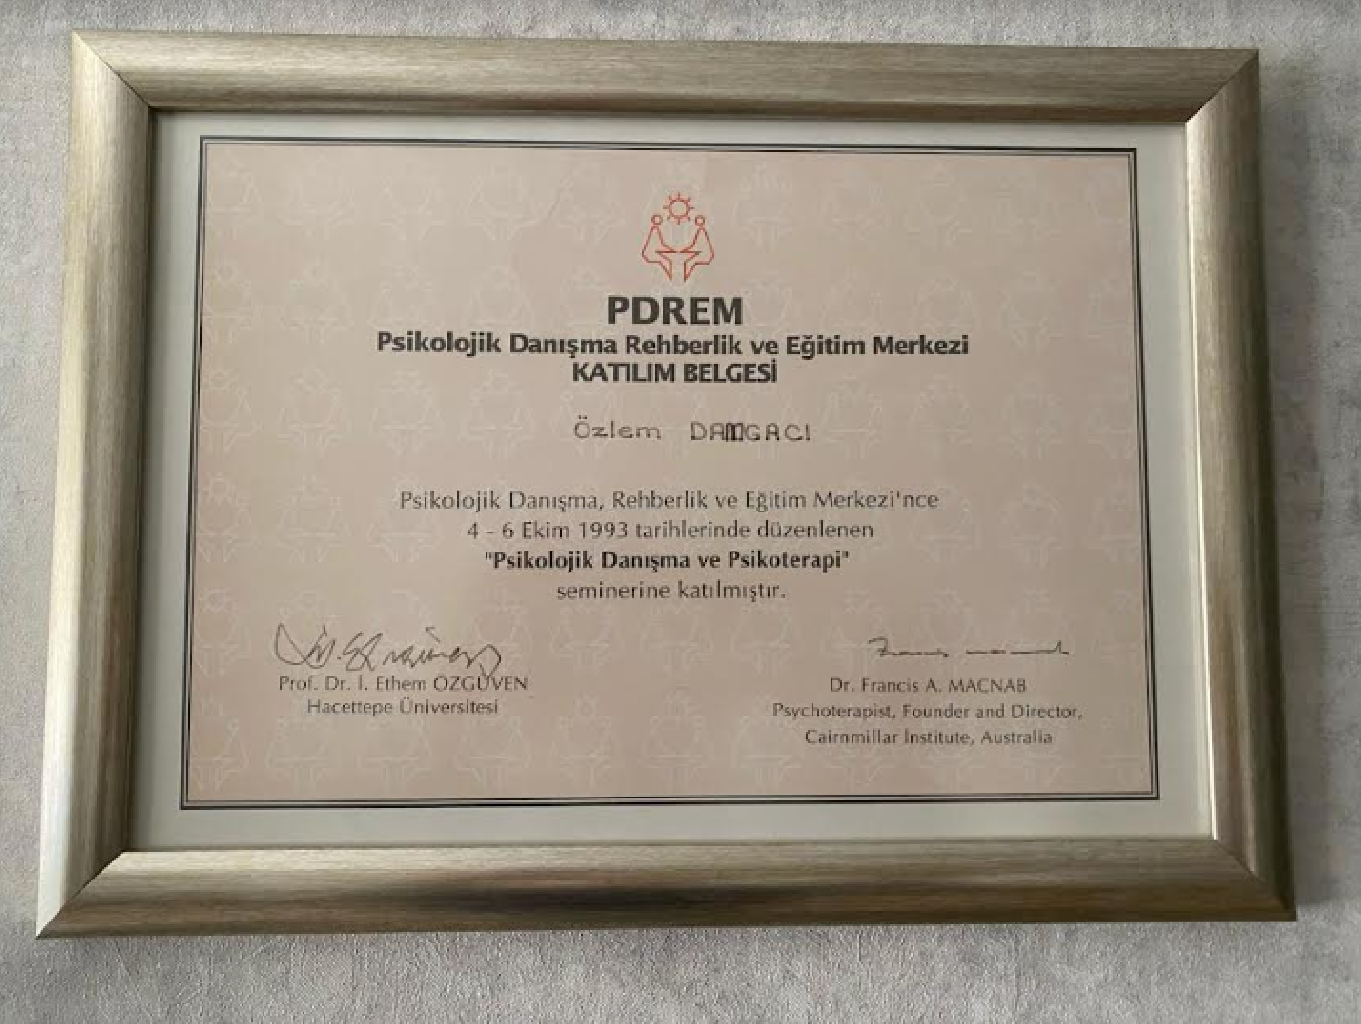 PDREM
Psikolojik Danışma Rehberlik ve Eğitim Merkezi
KATILIM BELGESİ
Özlem DAMGACI
Psikolojik Danışma, Rehberlik ve Eğitim Merkezi'nce
4 - 6 Ekim 1993 tarihlerinde düzenlenen
"Psikolojik Danışma ve Psikoterapi"
seminerine katılmıştır.
Prof. Dr. İ. Ethem ÖZGÜVEN
Hacettepe Üniversitesi
Dr. Francis A. MACNAB
Psychoterapist, Founder and Director,
Cairnmillar Institute, Australia